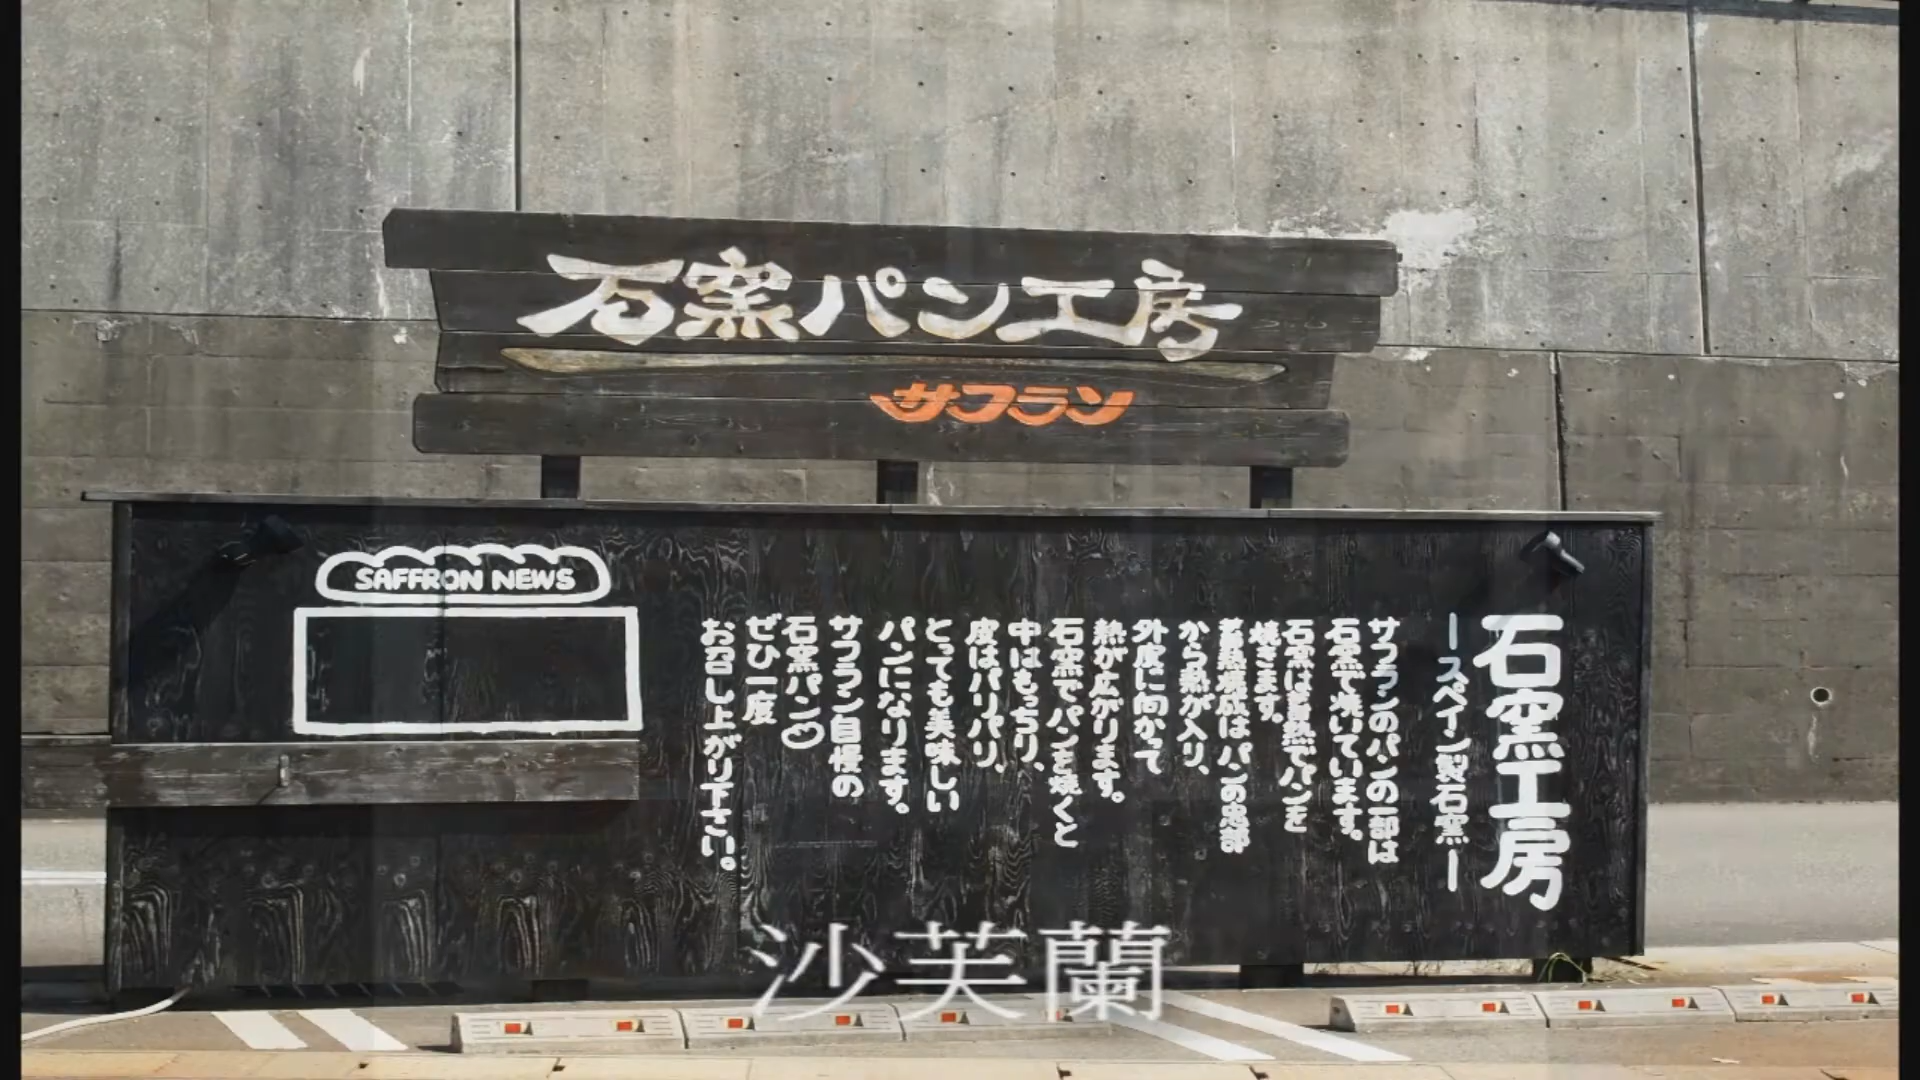 石窯パン工房
サフラン
SAFFRON NEWS
石窯工房
ースペイン製石窯ー
サフランのパンの一部は
石窯で焼いています。
石窯は蓄熱でパンを
焼きます。
蓄熱焼成はパンの
から熱が入り、
外皮に向かって
熱が広がります。
石窯でパンを焼くと
中はもっちり、
皮はパリパリ、
とっても美味しい
パンになります。
サフラン自慢の
石窯パン
ぜひ一度
お召し上がり下さい。
沙芙蘭